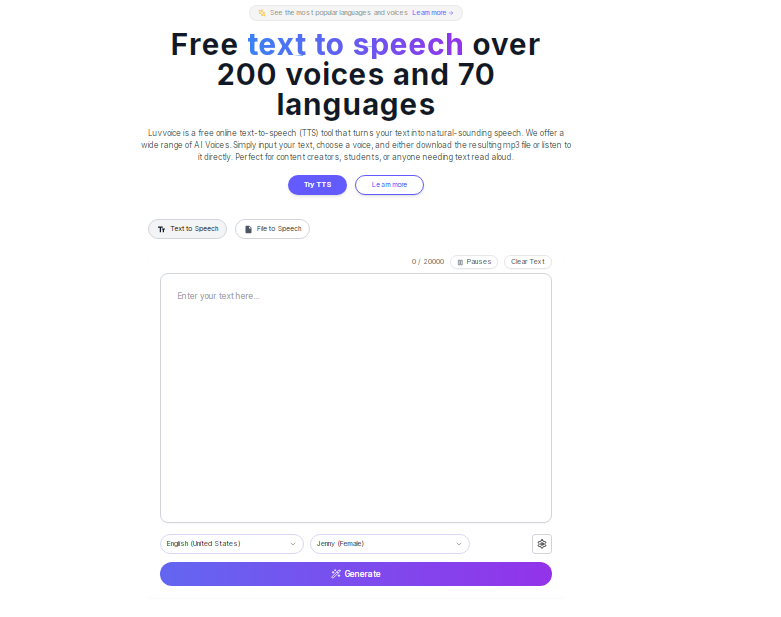 See the most popular languages and voices Learn more →
Free text to speech over
200 voices and 70
languages
Luvvoice is a free online text-to-speech (TTS) tool that turns your text into natural-sounding speech. We offer a
wide range of AI Voices. Simply input your text, choose a voice, and either download the resulting mp3 file or listen to
it directly. Perfect for content creators, students, or anyone needing text read aloud.
Try TTS Learn more
Text to Speech File to Speech
0 / 20000 Pauses Clear Text
Enter your text here...
English (United States) Jenny (Female)
Generate